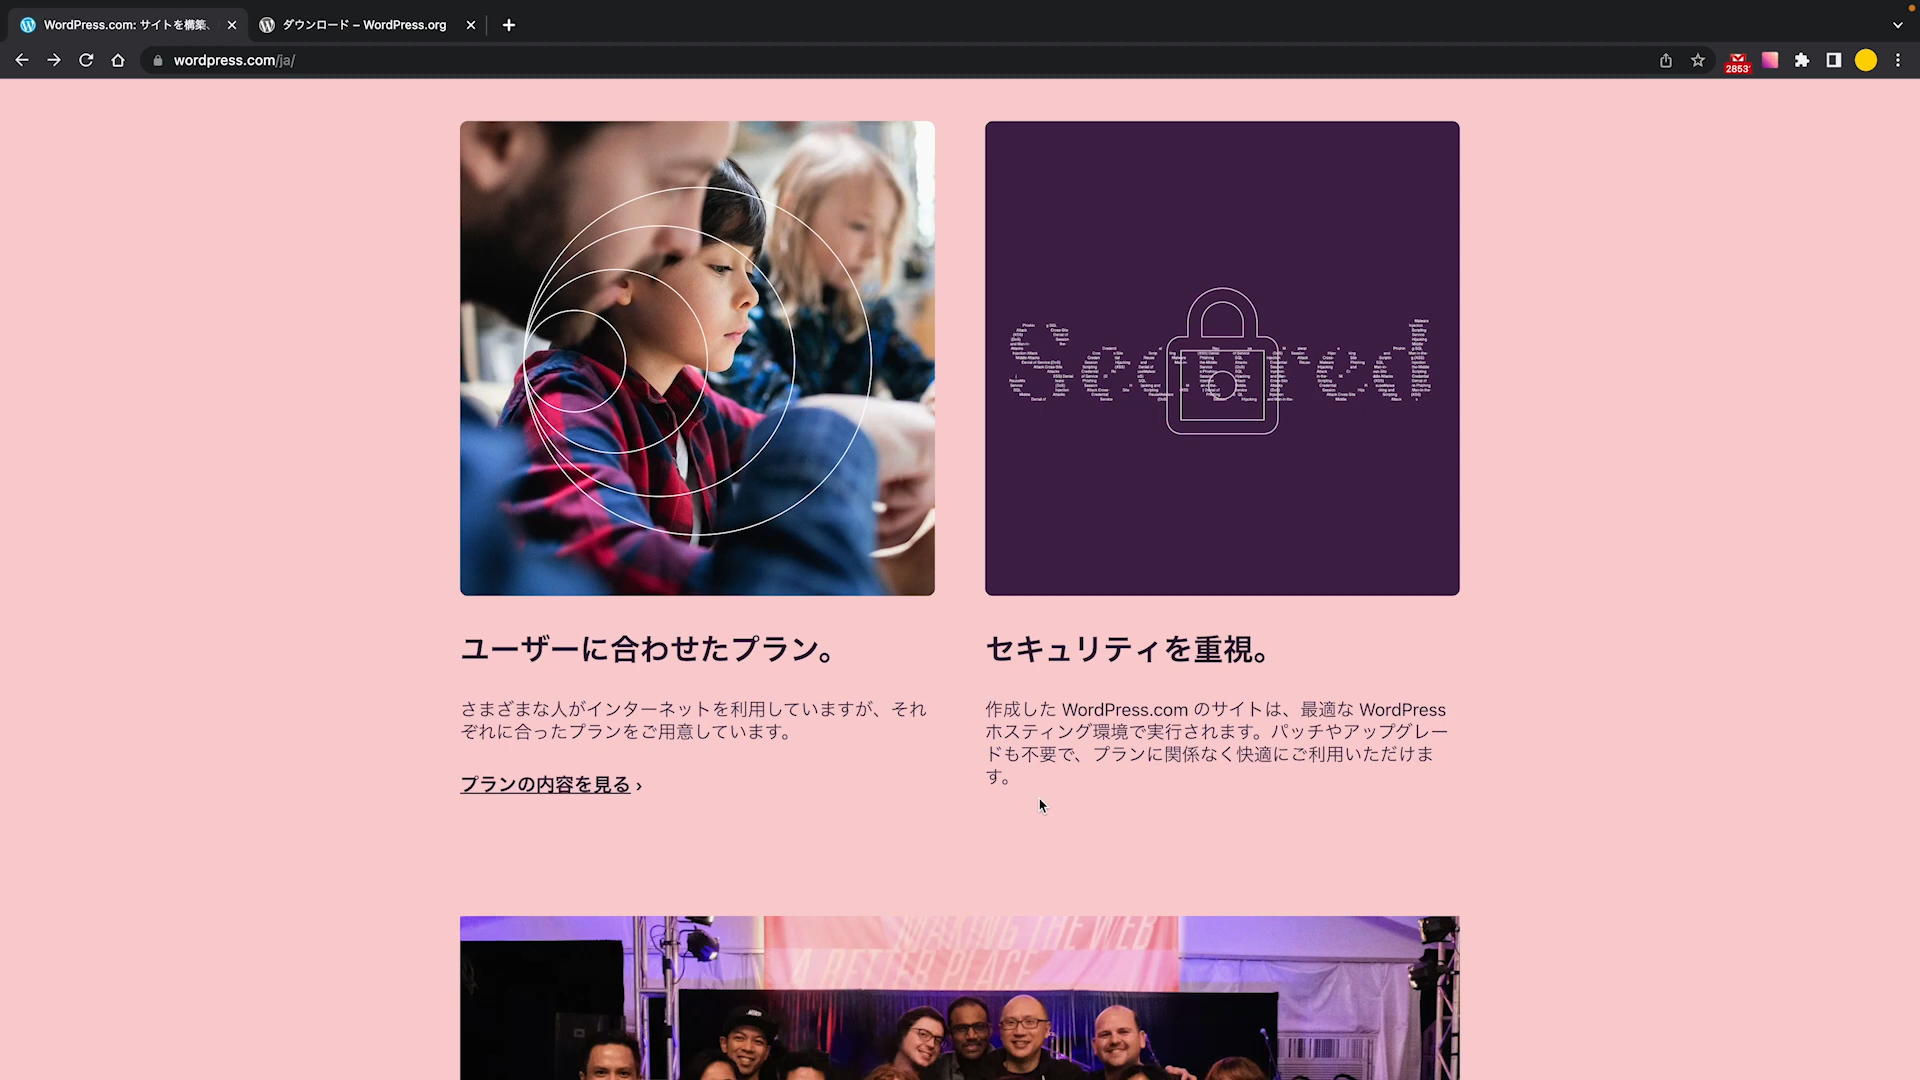 WordPress.com: サイトを構築、
ダウンロード – WordPress.org
wordpress.com/ja/
2853
Secured
ユーザーに合わせたプラン。
さまざまな人がインターネットを利用していますが、それ
ぞれに合ったプランをご用意しています。
プランの内容を見る ›
セキュリティを重視。
作成した WordPress.com のサイトは、最適な WordPress
ホスティング環境で実行されます。パッチやアップグレー
ドも不要で、プランに関係なく快適にご利用いただけま
す。
MAKING THE WEB
A BETTER PLACE